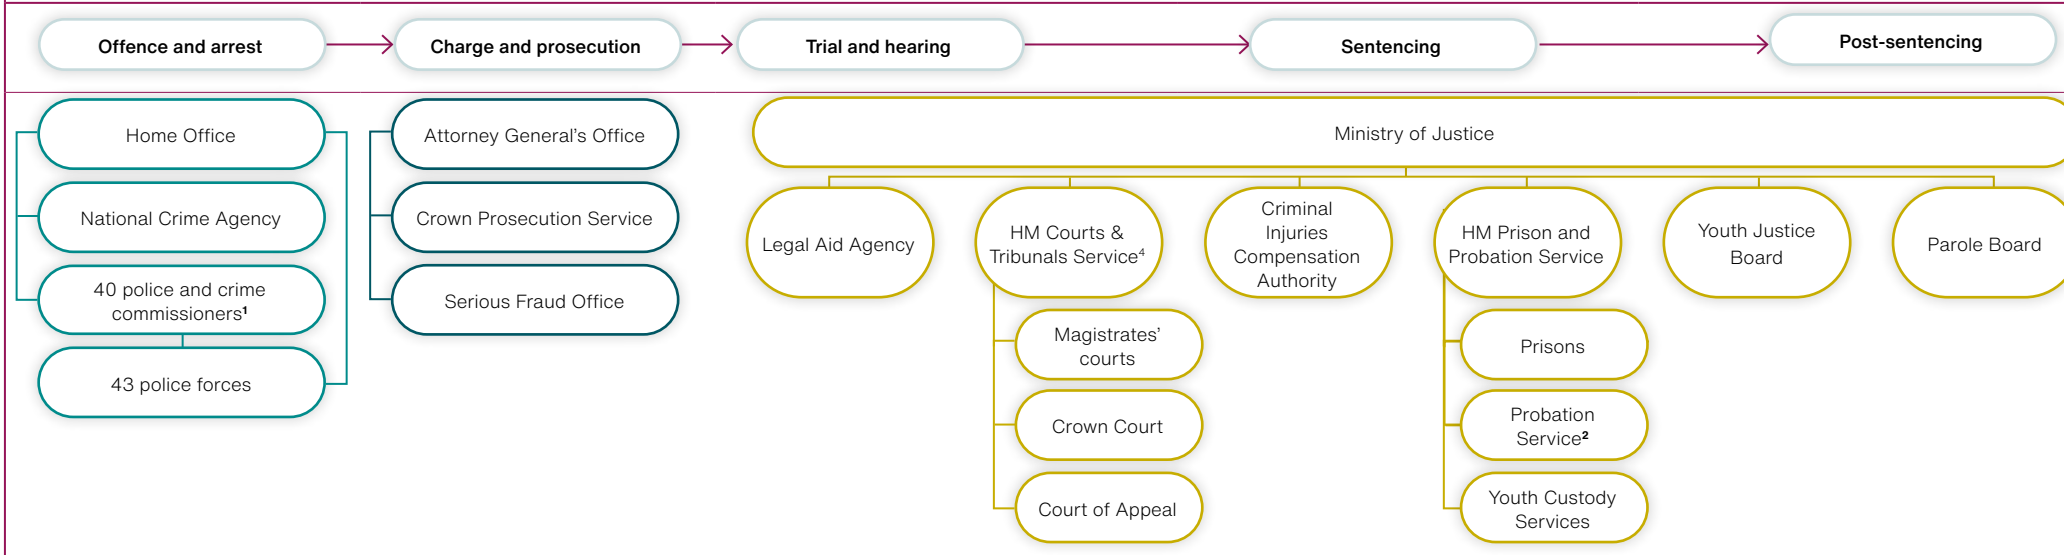 Offence and arrest
Charge and prosecution
Trial and hearing
Sentencing
Post-sentencing
Home Office
National Crime Agency
40 police and crime
commissioners¹
43 police forces
Attorney General’s Office
Crown Prosecution Service
Serious Fraud Office
Ministry of Justice
Legal Aid Agency
HM Courts &
Tribunals Service⁴
Magistrates’
courts
Crown Court
Court of Appeal
Criminal
Injuries
Compensation
Authority
HM Prison and
Probation Service
Prisons
Probation
Service²
Youth Custody
Services
Youth Justice
Board
Parole Board